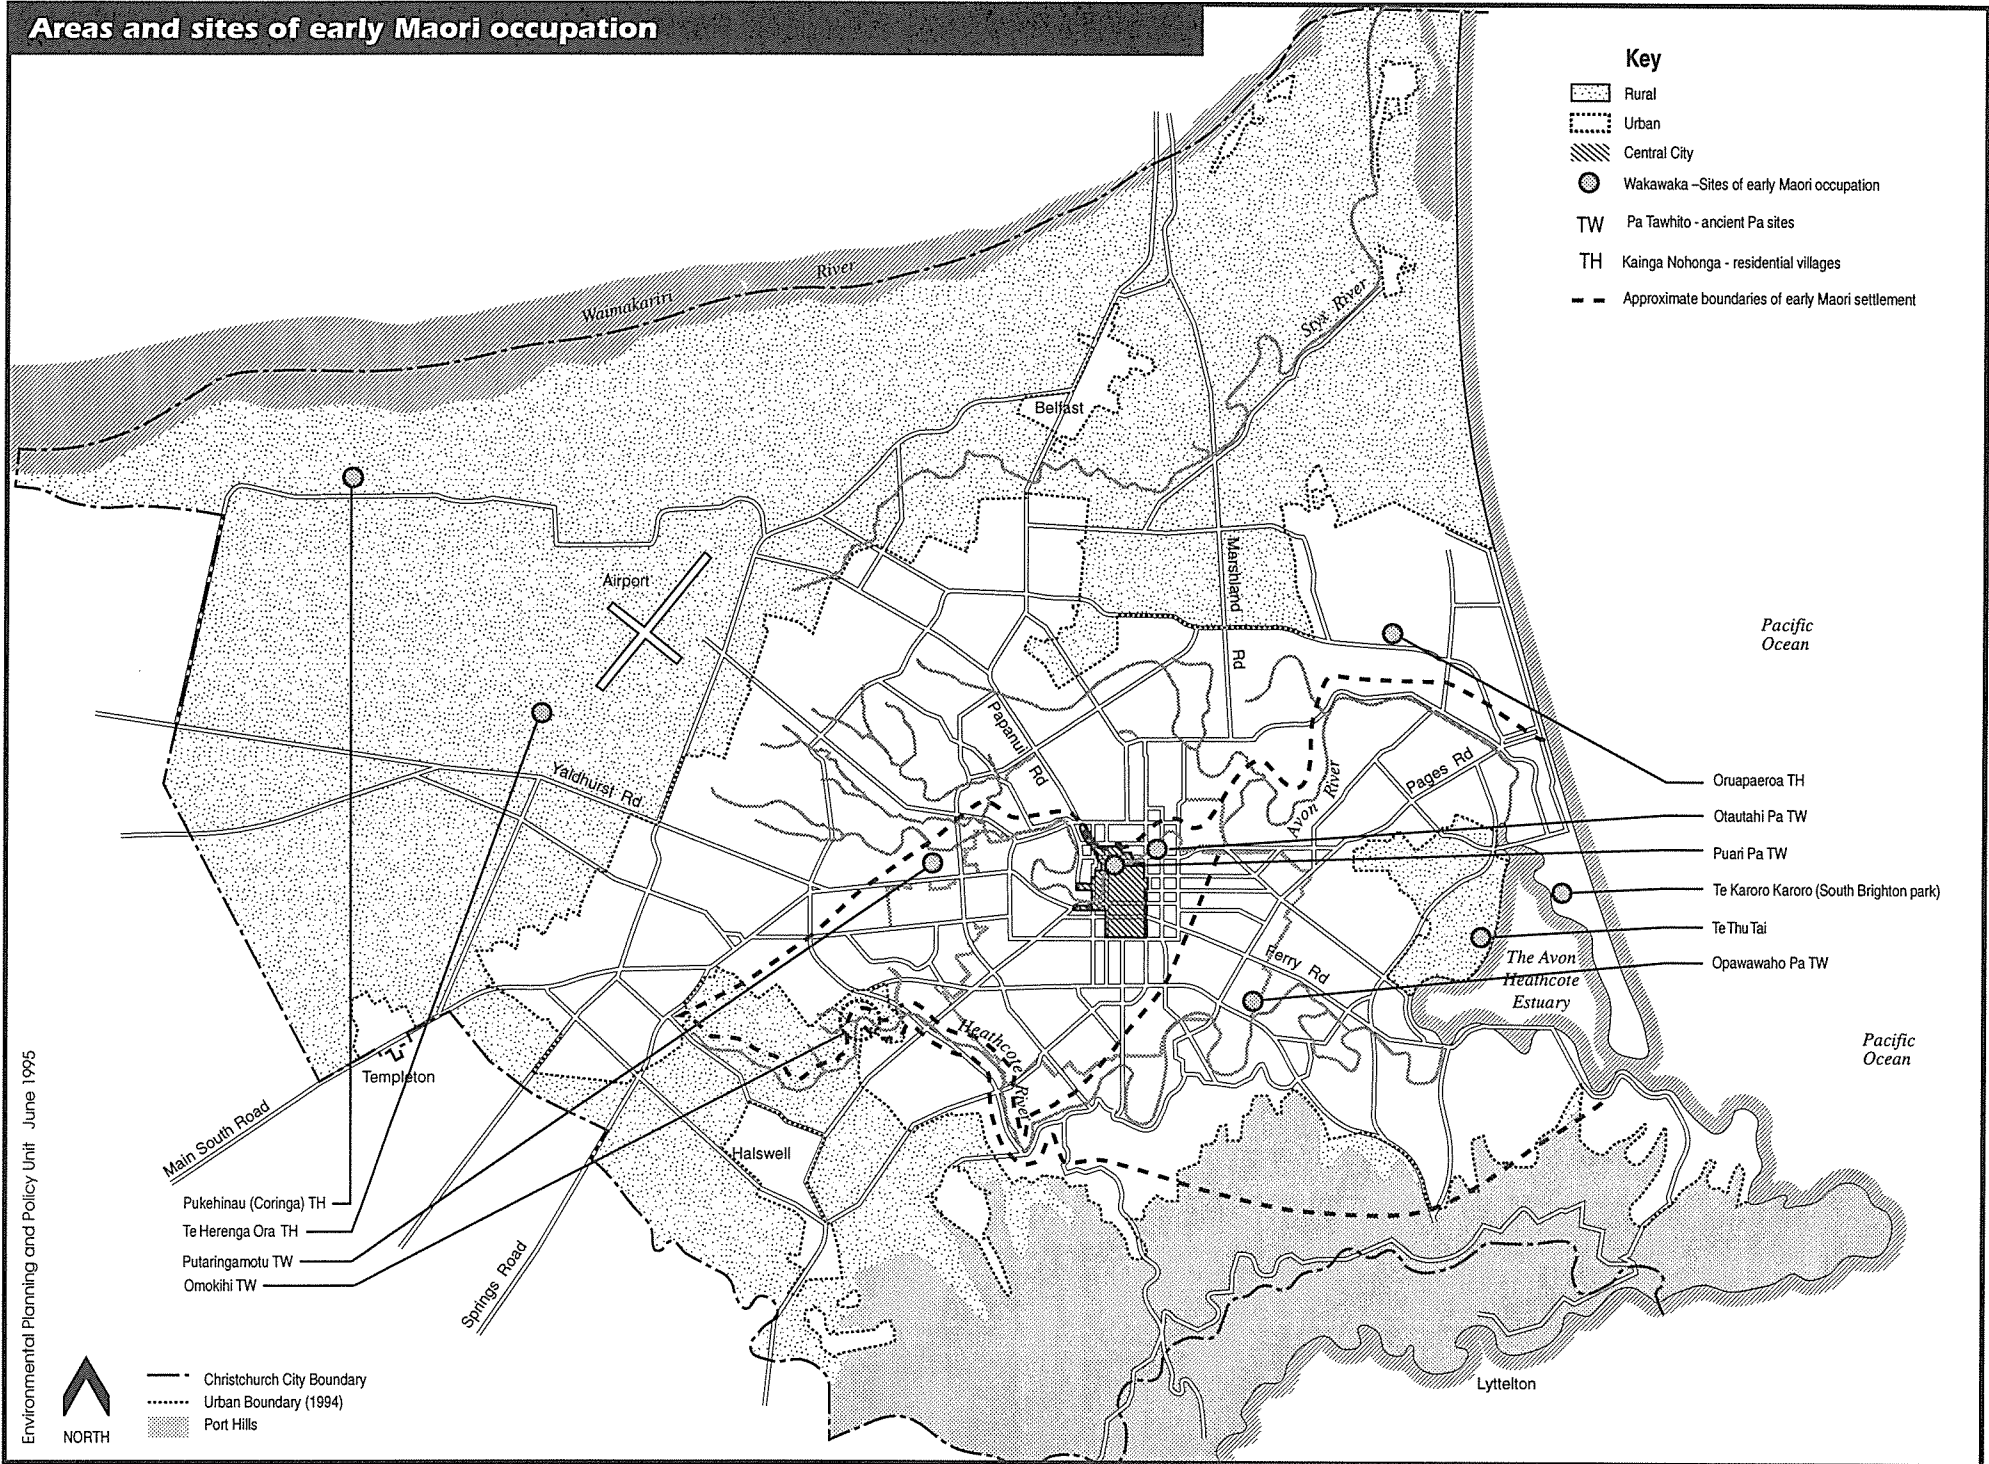 Areas and sites of early Maori occupation
Key
Rural
Urban
Central City
Wakawaka –Sites of early Maori occupation
TW Pa Tawhito - ancient Pa sites
TH Kainga Nohonga - residential villages
Approximate boundaries of early Maori settlement
Waimakariri River
Styx River
Belfast
Airport
Marshland Rd
Pacific
Ocean
Papanui Rd
Yaldhurst Rd
Pages Rd
Avon River
Oruapaeroa TH
Otautahi Pa TW
Puari Pa TW
Te Karoro Karoro (South Brighton park)
Te Thu Tai
Opawawaho Pa TW
Ferry Rd
The Avon
Heathcote
Estuary
Heathcote River
Pacific
Ocean
Templeton
Main South Road
Halswell
Springs Road
Pukehinau (Coringa) TH
Te Herenga Ora TH
Putaringamotu TW
Omokihi TW
Lyttelton
Christchurch City Boundary
Urban Boundary (1994)
Port Hills
NORTH
Environmental Planning and Policy Unit June 1995